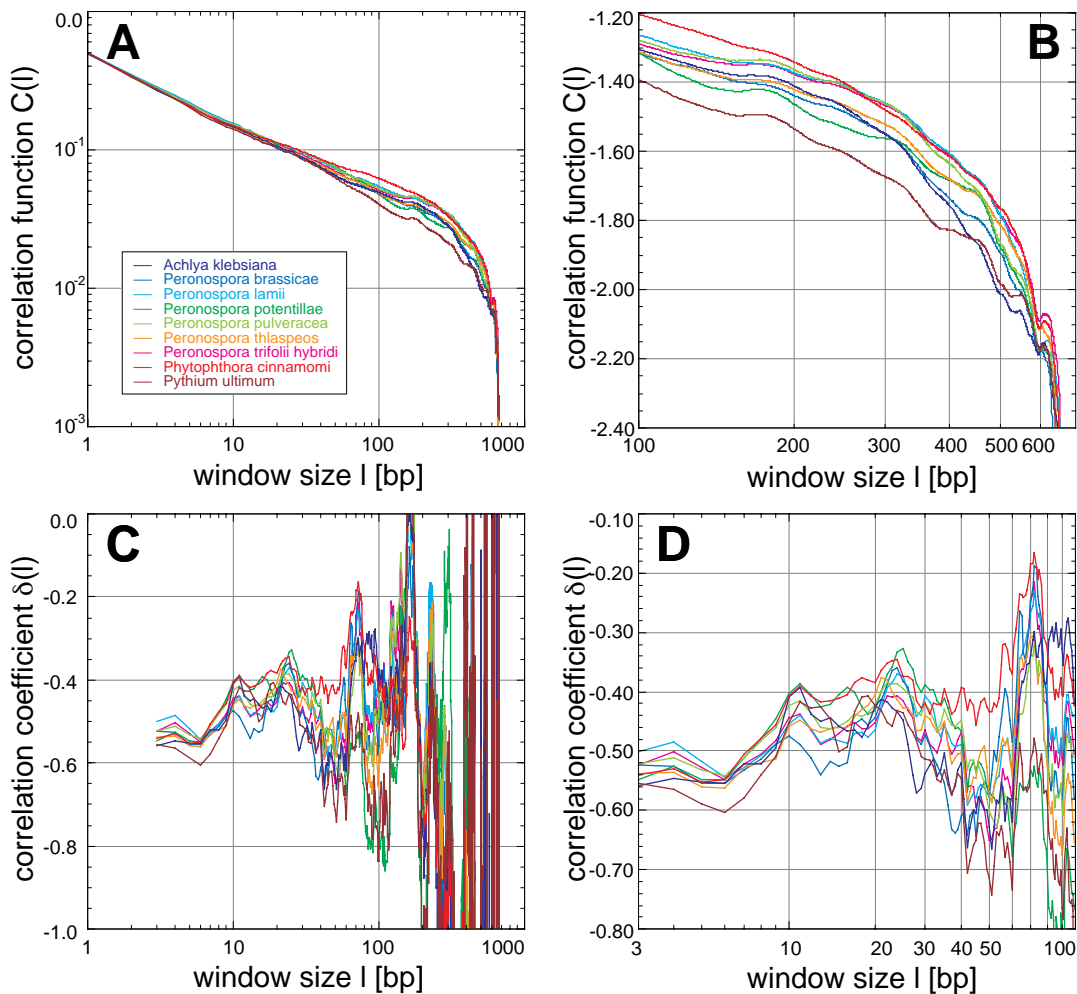 A
correlation function C(l)
0.0
10-1
10-2
10-3
1
10
100
1000
window size l [bp]
Achlya klebsiana
Peronospora brassicae
Peronospora lamii
Peronospora potentillae
Peronospora pulveracea
Peronospora thlaspeos
Peronospora trifolii hybridi
Phytophthora cinnamomi
Pythium ultimum
B
correlation function C(l)
-1.20
-1.40
-1.60
-1.80
-2.00
-2.20
-2.40
100
200
300
400
500
600
window size l [bp]
C
correlation coefficient δ(l)
0.0
-0.2
-0.4
-0.6
-0.8
-1.0
1
10
100
1000
window size l [bp]
D
correlation coefficient δ(l)
-0.10
-0.20
-0.30
-0.40
-0.50
-0.60
-0.70
-0.80
3
10
20
30
40
50
100
window size l [bp]